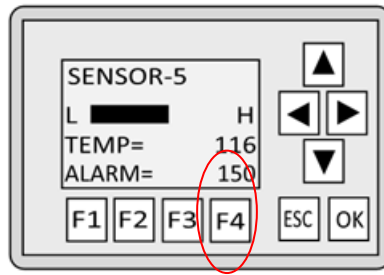 SENSOR-5
L H
TEMP= 116
ALARM= 150
F1 F2 F3 F4 ESC OK